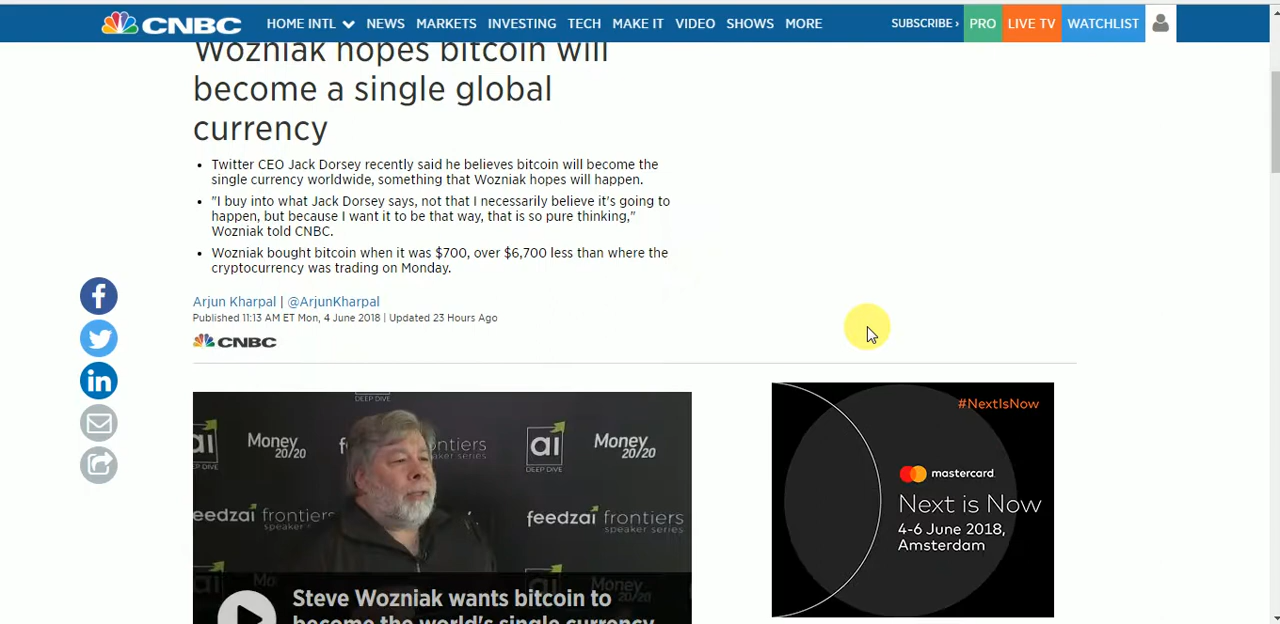 CNBC HOME INTL NEWS MARKETS INVESTING TECH MAKE IT VIDEO SHOWS MORE SUBSCRIBE › PRO LIVE TV WATCHLIST
Wozniak hopes bitcoin will
become a single global
currency
• Twitter CEO Jack Dorsey recently said he believes bitcoin will become the
single currency worldwide, something that Wozniak hopes will happen.
• "I buy into what Jack Dorsey says, not that I necessarily believe it's going to
happen, but because I want it to be that way, that is so pure thinking,"
Wozniak told CNBC.
• Wozniak bought bitcoin when it was $700, over $6,700 less than where the
cryptocurrency was trading on Monday.
Arjun Kharpal | @ArjunKharpal
Published 11:13 AM ET Mon, 4 June 2018 | Updated 23 Hours Ago
CNBC
DEEP DIVE
ai
Money
20/20
frontiers
speaker series
ai
DEEP DIVE
Money
20/20
feedzai frontiers
speaker series
feedzai frontiers
speaker series
Steve Wozniak wants bitcoin to
become the world's single currency
#NextIsNow
mastercard
Next is Now
4-6 June 2018,
Amsterdam